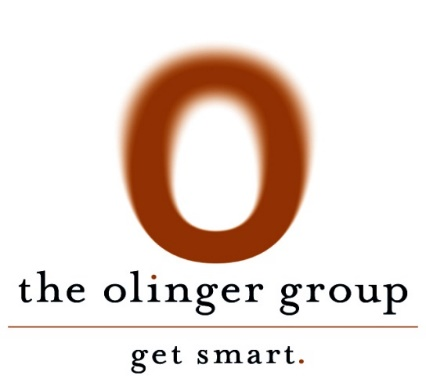 O
the olinger group
get smart.